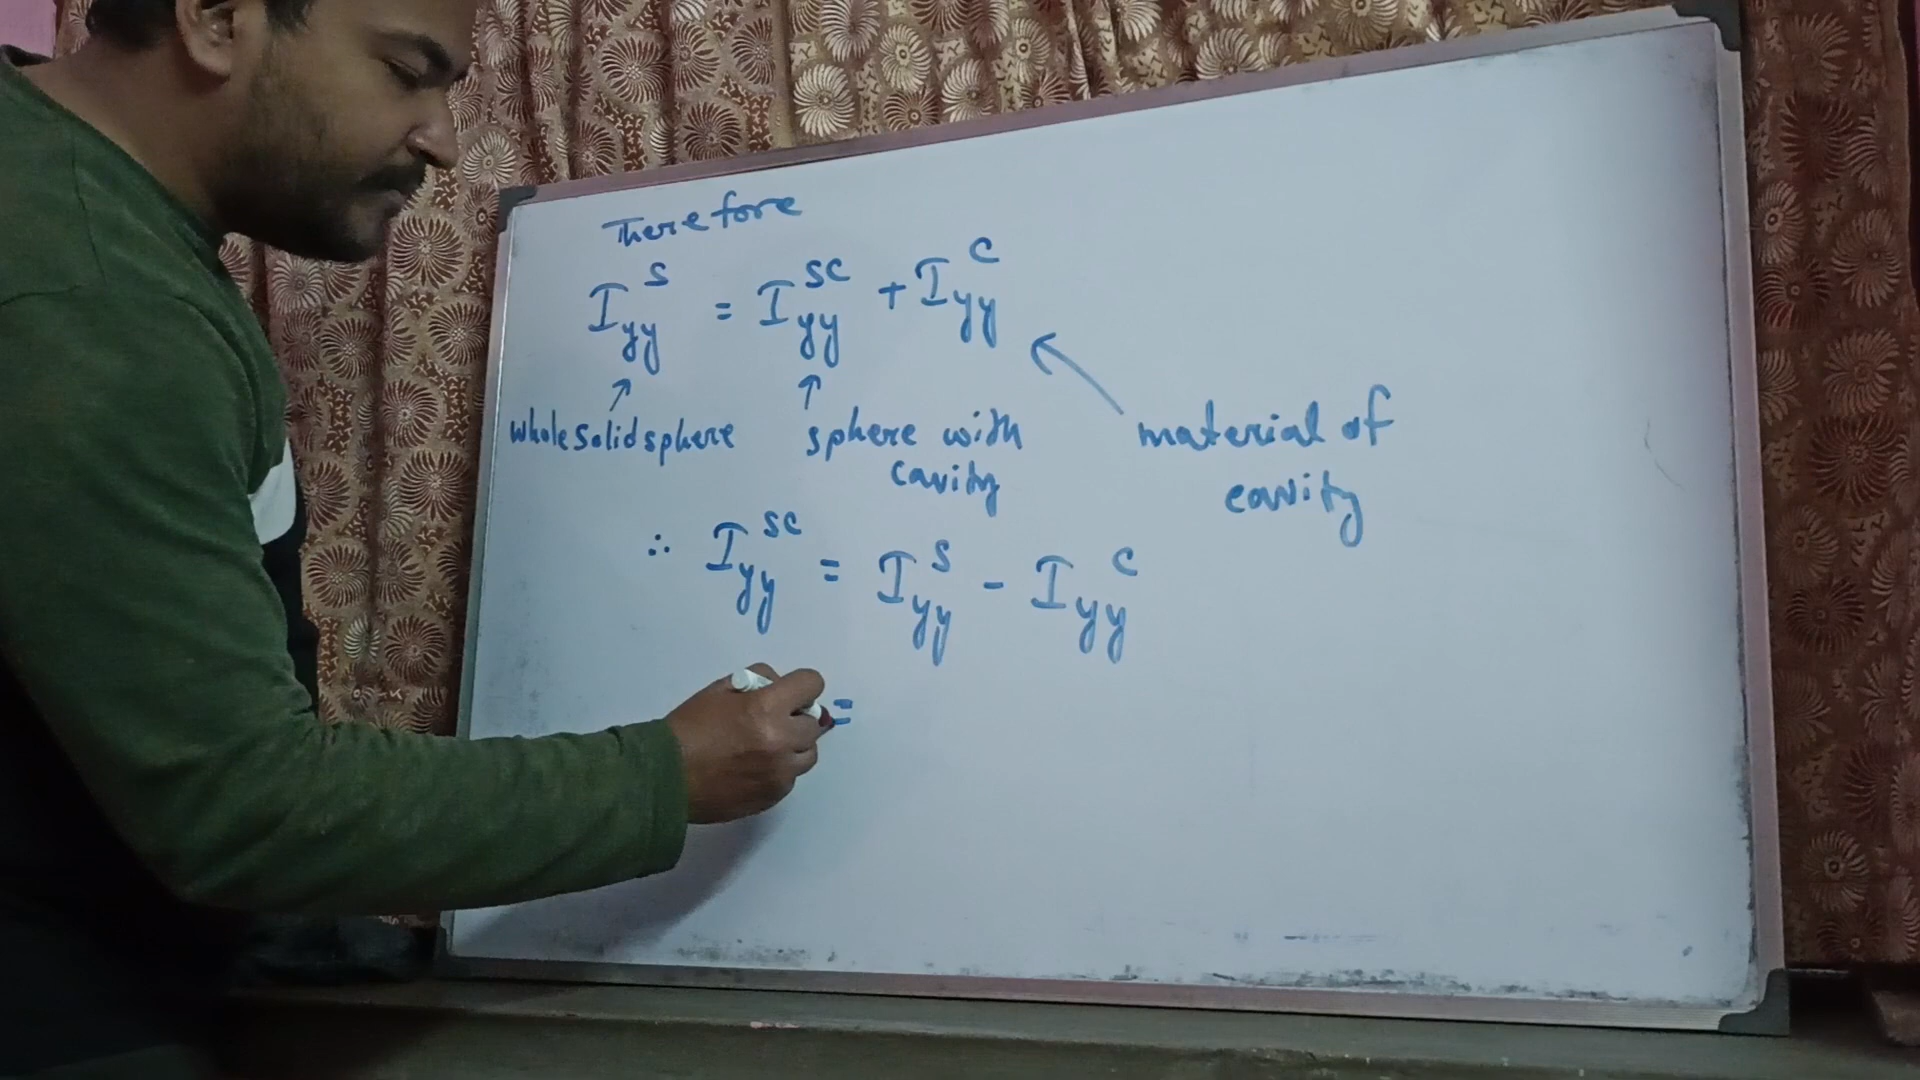 Therefore
I_yy^S = I_yy^SC + I_yy^C
whole solid sphere sphere with cavity material of cavity
∴ I_yy^SC = I_yy^S - I_yy^C
=